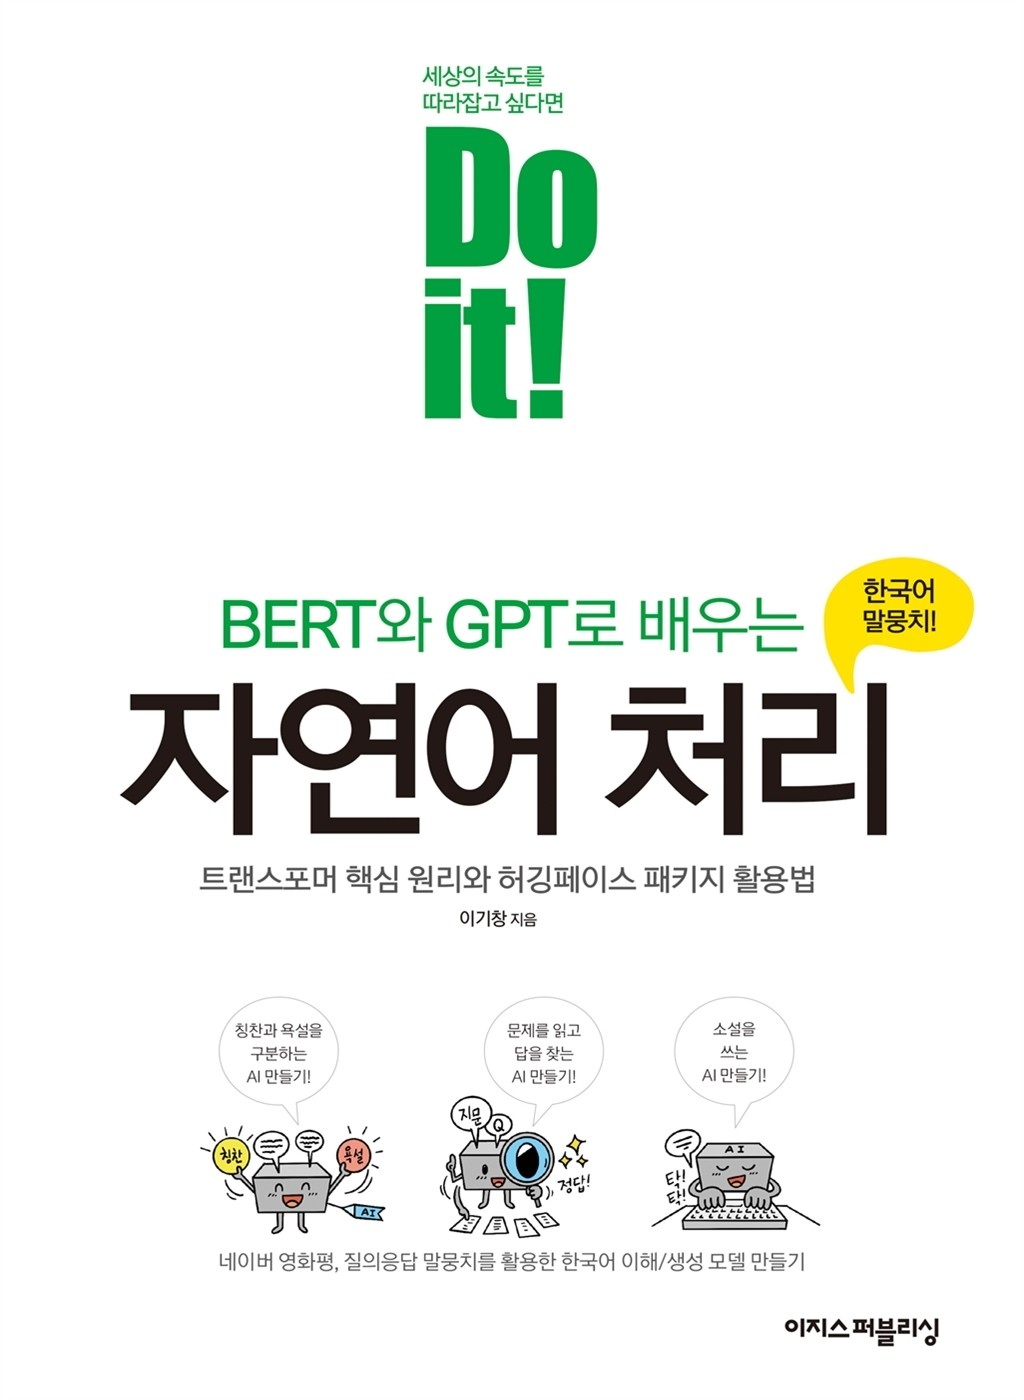 세상의 속도를
따라잡고 싶다면
Do
it!
한국어
말뭉치!
BERT와 GPT로 배우는
자연어 처리
트랜스포머 핵심 원리와 허깅페이스 패키지 활용법
이기창 지음
칭찬과 욕설을
구분하는
AI 만들기!
문제를 읽고
답을 찾는
AI 만들기!
소설을
쓰는
AI 만들기!
칭찬
욕설
AI
지문
Q
정답!
AI
탁!
탁!
네이버 영화평, 질의응답 말뭉치를 활용한 한국어 이해/생성 모델 만들기
이지스퍼블리싱